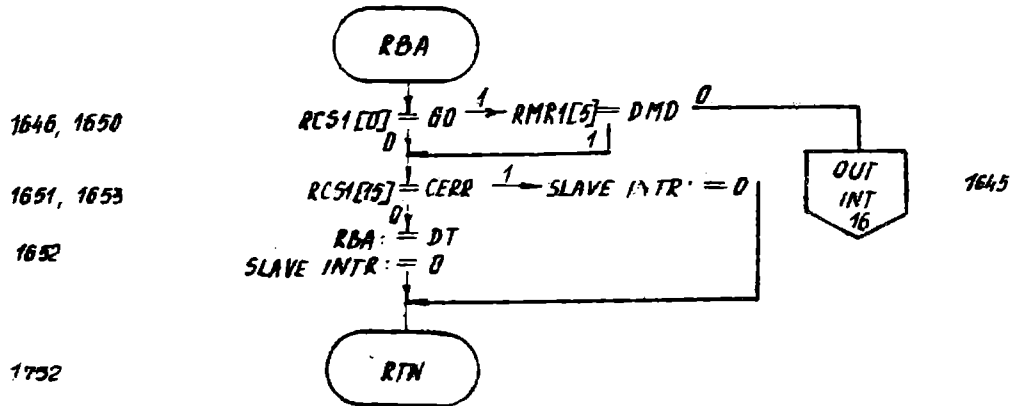 RBA
1646, 1650 RCS1[0] = GO 1 RMR1[5] = DMD 0
0 1
OUT
INT
16
1645
1651, 1653 RCS1[15] = CERR 1 SLAVE INTR := 0
0
1652 RBA := DT
SLAVE INTR := 0
1752 RTN